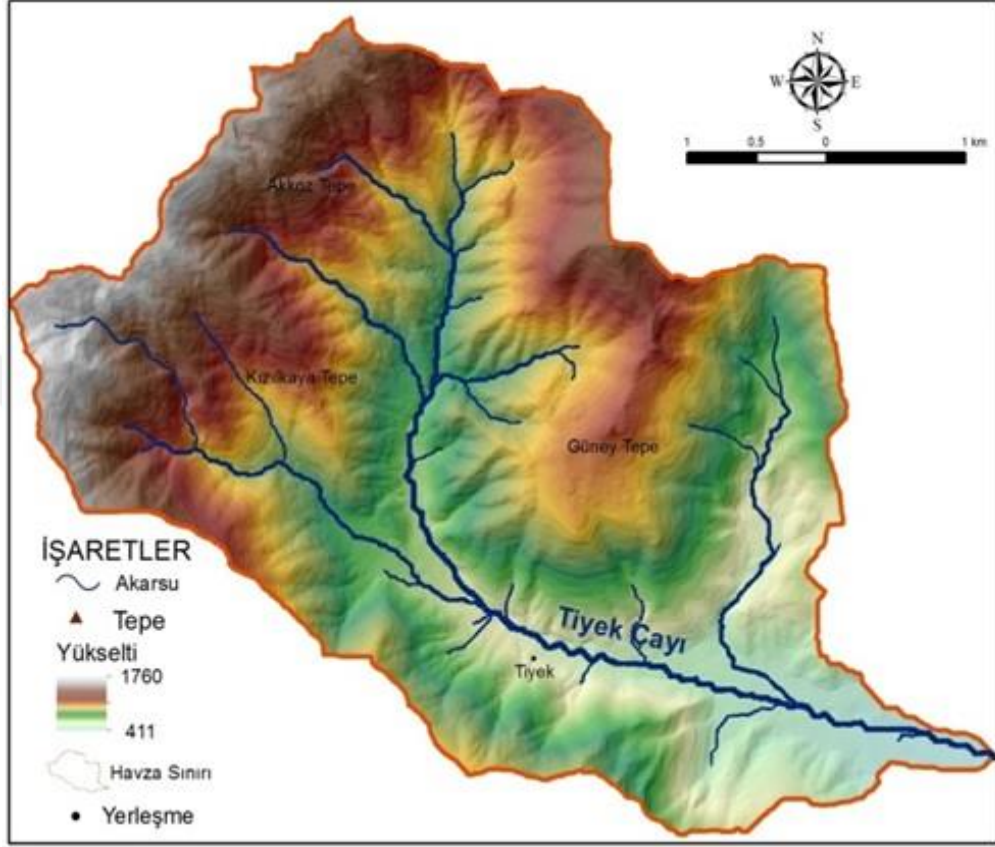 N
W E
S
1 0.5 0 1 km
Akköz Tepe
Kızılkaya Tepe
Güney Tepe
Tiyek Çayı
Tiyek
İŞARETLER
Akarsu
Tepe
Yükselti
1760
411
Havza Sınırı
Yerleşme